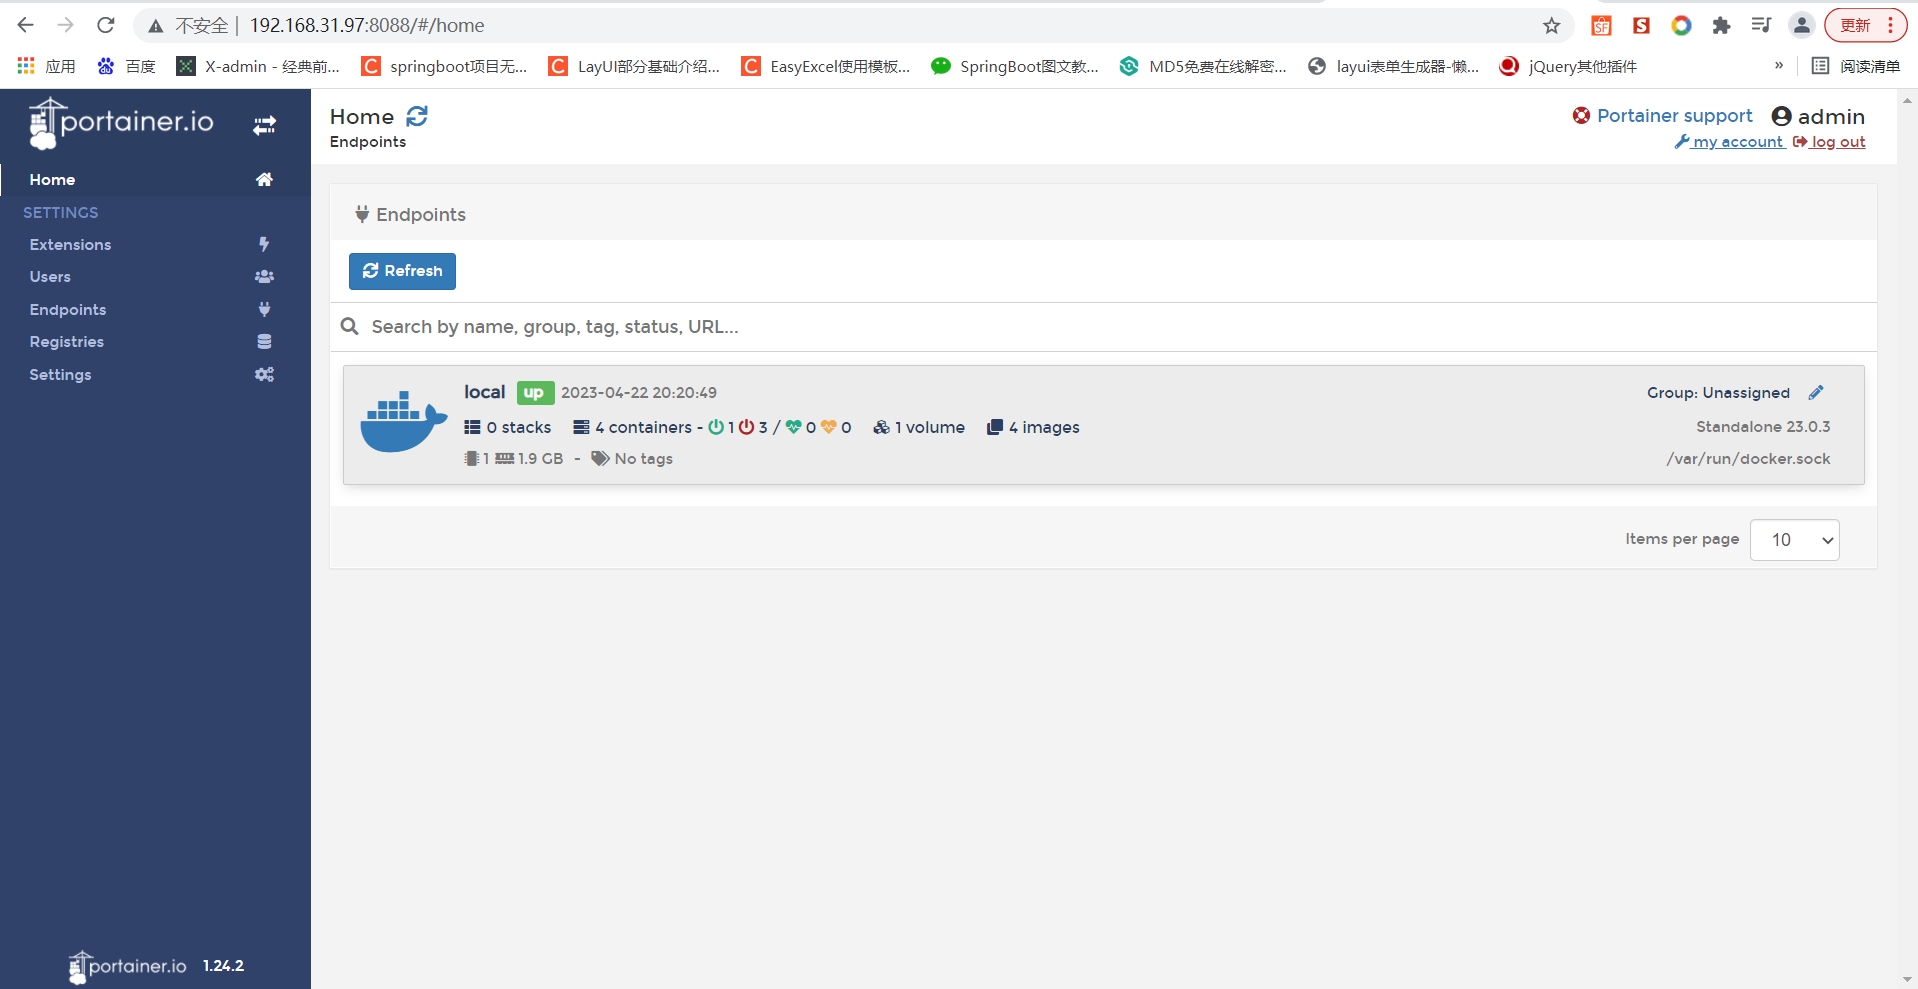 不安全 | 192.168.31.97:8088/#/home 更新
应用 百度 X-admin - 经典前... springboot项目无... LayUI部分基础介绍... EasyExcel使用模板... SpringBoot图文教... MD5免费在线解密... layui表单生成器-懒... jQuery其他插件 » 阅读清单
portainer.io
Home
SETTINGS
Extensions
Users
Endpoints
Registries
Settings
portainer.io 1.24.2
Home
Endpoints
Portainer support admin
my account log out
Endpoints
Refresh
Search by name, group, tag, status, URL...
local up 2023-04-22 20:20:49 Group: Unassigned
0 stacks 4 containers - 1 3 / 0 0 1 volume 4 images Standalone 23.0.3
1 1.9 GB - No tags /var/run/docker.sock
Items per page 10